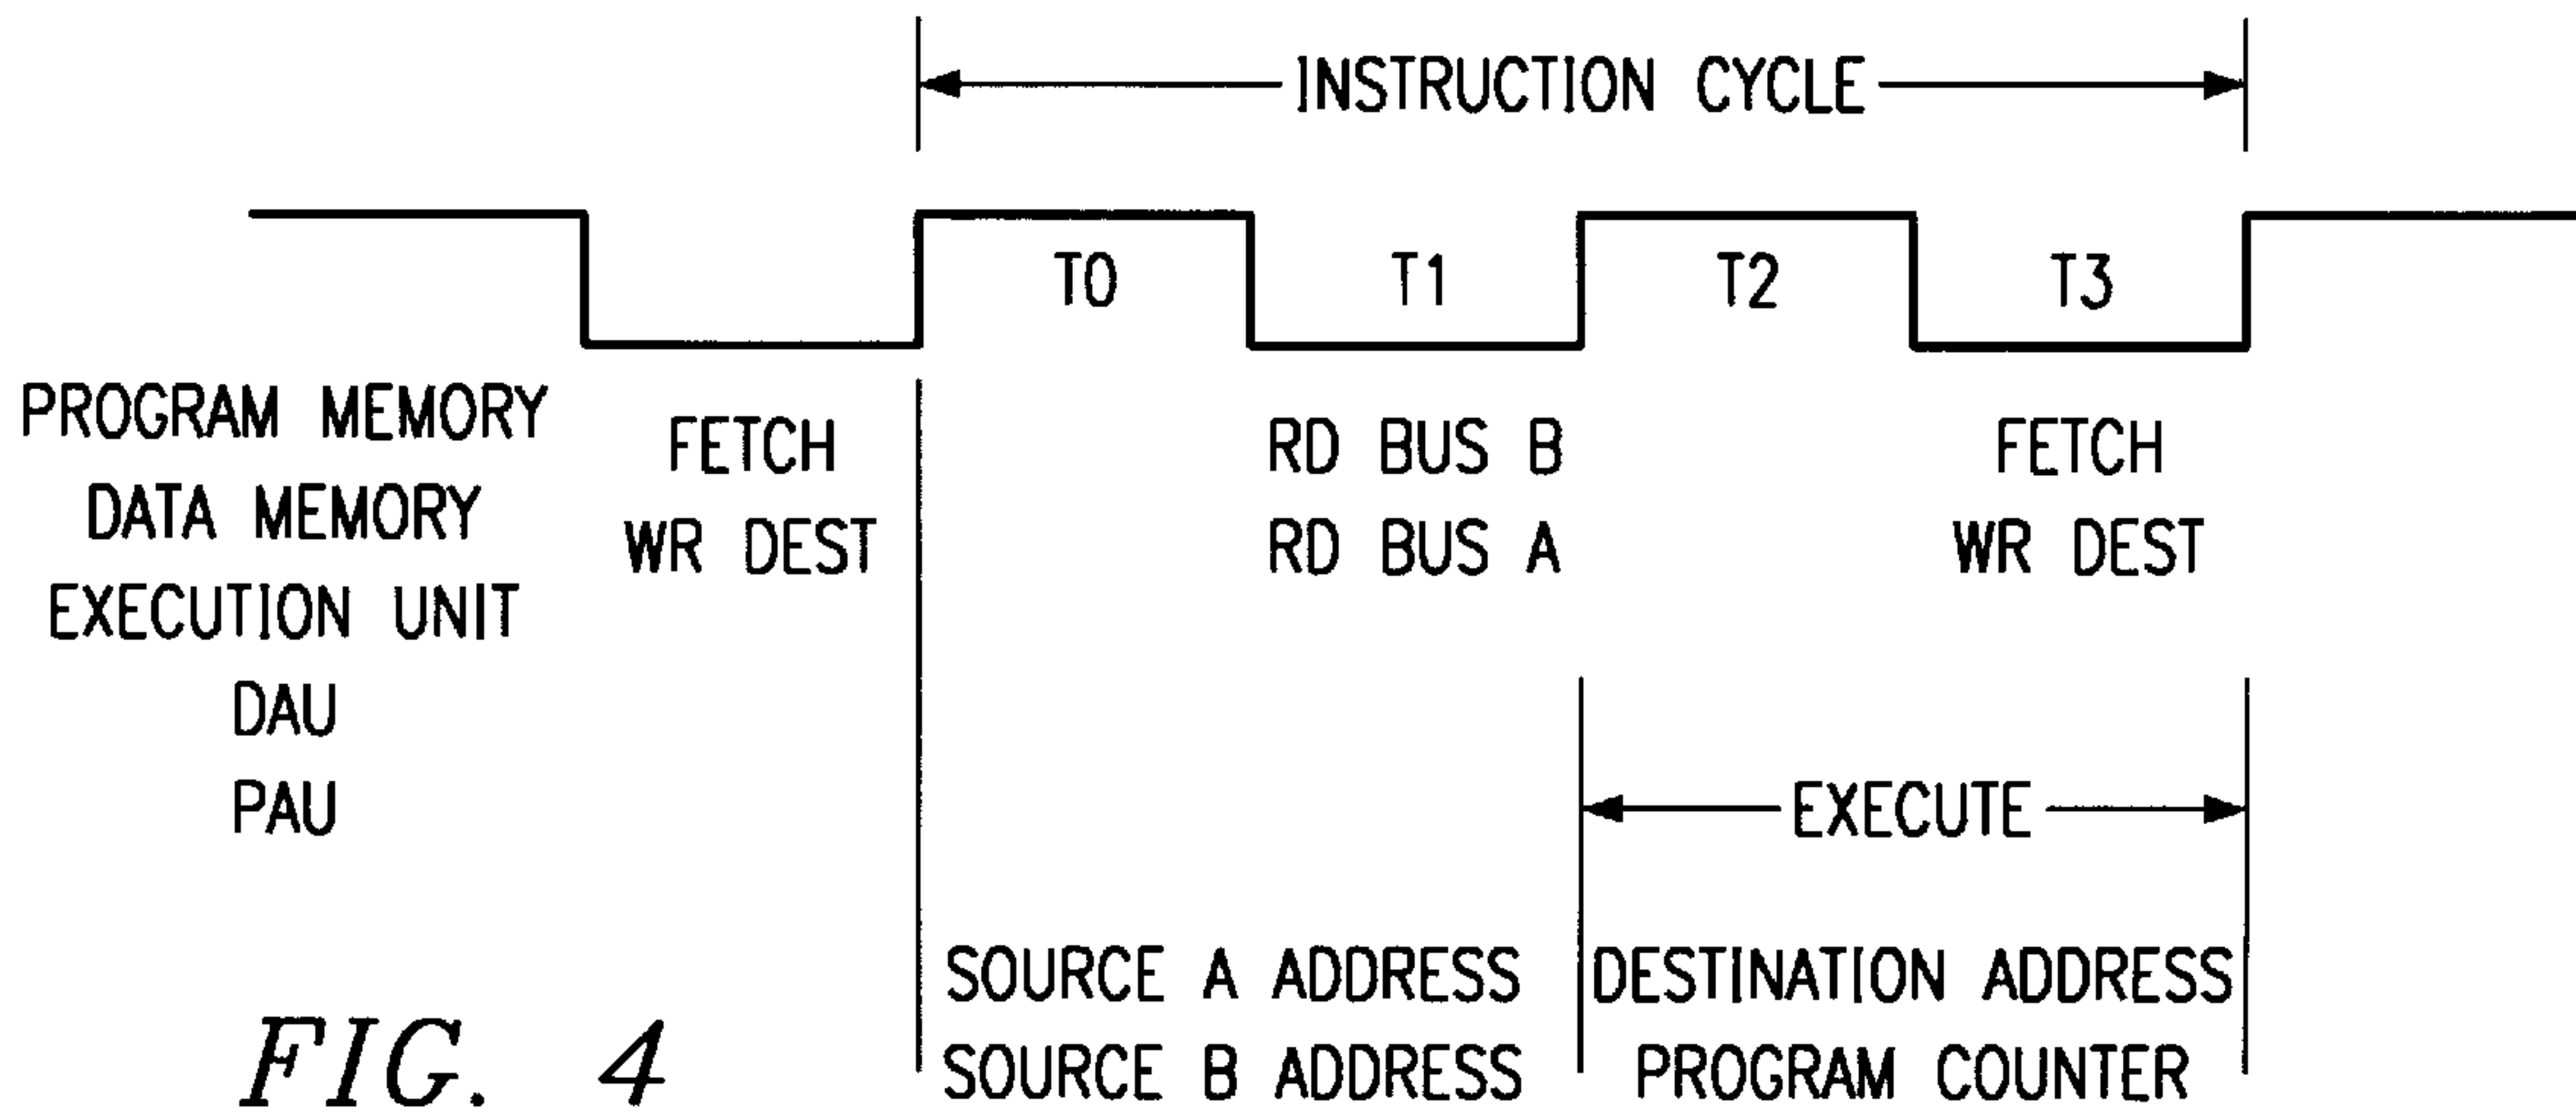 INSTRUCTION CYCLE
T0 T1 T2 T3
PROGRAM MEMORY FETCH RD BUS B FETCH
DATA MEMORY WR DEST RD BUS A WR DEST
EXECUTION UNIT
DAU
PAU EXECUTE
SOURCE A ADDRESS DESTINATION ADDRESS
SOURCE B ADDRESS PROGRAM COUNTER
FIG. 4